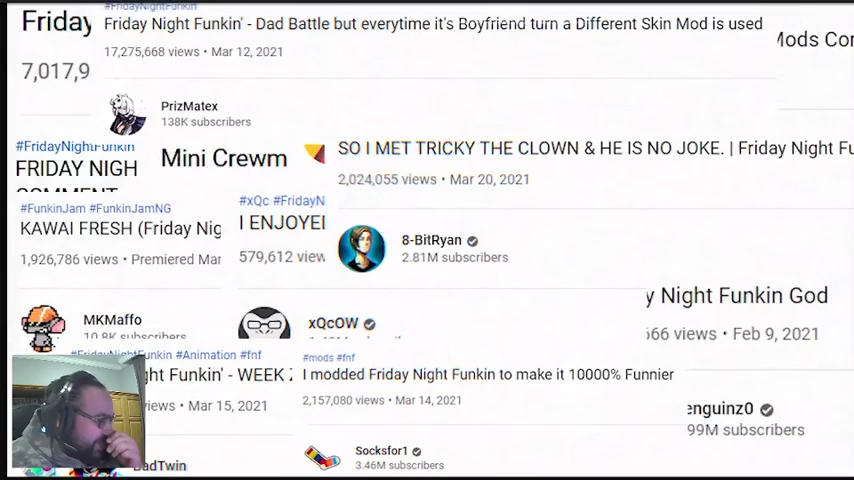 #FridayNightFunkin'
Friday
Friday Night Funkin' - Dad Battle but everytime it's Boyfriend turn a Different Skin Mod is used
17,275,668 views • Mar 12, 2021
7,017,9
PrizMatex
138K subscribers
#FridayNightFunkin
FRIDAY NIGH
COMMENT
Mini Crewm
SO I MET TRICKY THE CLOWN & HE IS NO JOKE. | Friday Night Fu
2,024,055 views • Mar 20, 2021
#FunkinJam #FunkinJamNG
KAWAI FRESH (Friday Nig
1,926,786 views • Premiered Mar
#xQc #FridayN
I ENJOYE
579,612 view
8-BitRyan
2.81M subscribers
y Night Funkin God
666 views • Feb 9, 2021
MKMaffo
10.8K subscribers
xQcOW
#FridayNightFunkin #Animation #fnf
ght Funkin' - WEEK
views • Mar 15, 2021
#mods #fnf
I modded Friday Night Funkin to make it 10000% Funnier
2,157,080 views • Mar 14, 2021
enguinz0
99M subscribers
DadTwin
Socksfor1
3.46M subscribers